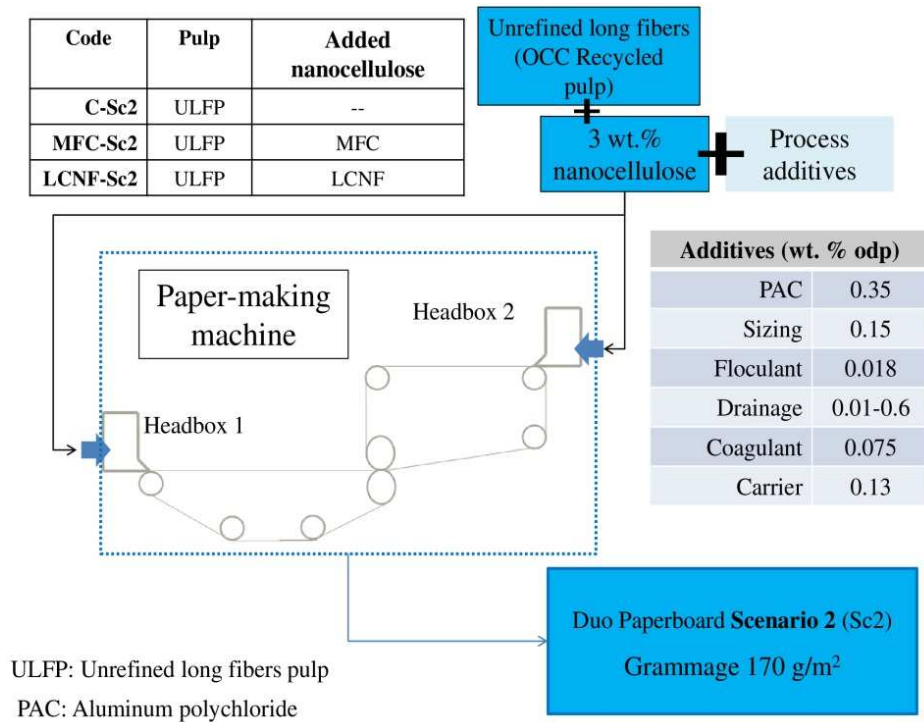 Code Pulp Added nanocellulose
C-Sc2 ULFP --
MFC-Sc2 ULFP MFC
LCNF-Sc2 ULFP LCNF
Unrefined long fibers
(OCC Recycled
pulp)
+
3 wt.%
nanocellulose
+
Process
additives
Additives (wt. % odp)
PAC 0.35
Sizing 0.15
Floculant 0.018
Drainage 0.01-0.6
Coagulant 0.075
Carrier 0.13
Paper-making
machine
Headbox 2
Headbox 1
Duo Paperboard Scenario 2 (Sc2)
Grammage 170 g/m²
ULFP: Unrefined long fibers pulp
PAC: Aluminum polychloride